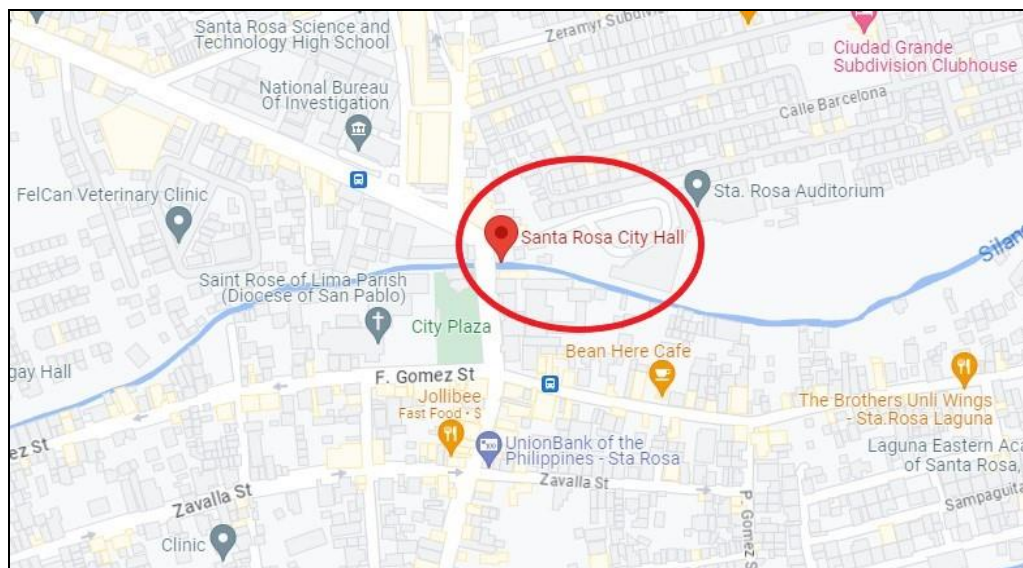 Santa Rosa Science and
Technology High School
Zeramyr Subdivi
Ciudad Grande
Subdivision Clubhouse
National Bureau
Of Investigation
Calle Barcelona
FelCan Veterinary Clinic
Sta. Rosa Auditorium
Santa Rosa City Hall
Silang
Saint Rose of Lima Parish
(Diocese of San Pablo)
City Plaza
Bean Here Cafe
gay Hall
F. Gomez St
Jollibee
Fast Food • $
The Brothers Unli Wings
- Sta.Rosa Laguna
ez St
UnionBank of the
Philippines - Sta Rosa
Laguna Eastern Aca
of Santa Rosa,
Zavalla St
Zavalla St
P. Gomez S
Sampaguita
Clinic